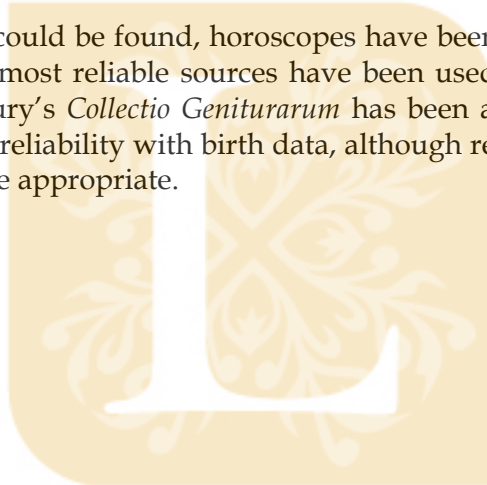 could be found, horoscopes have been
most reliable sources have been used
ury's Collectio Geniturarum has been a
reliability with birth data, although re
e appropriate.
L